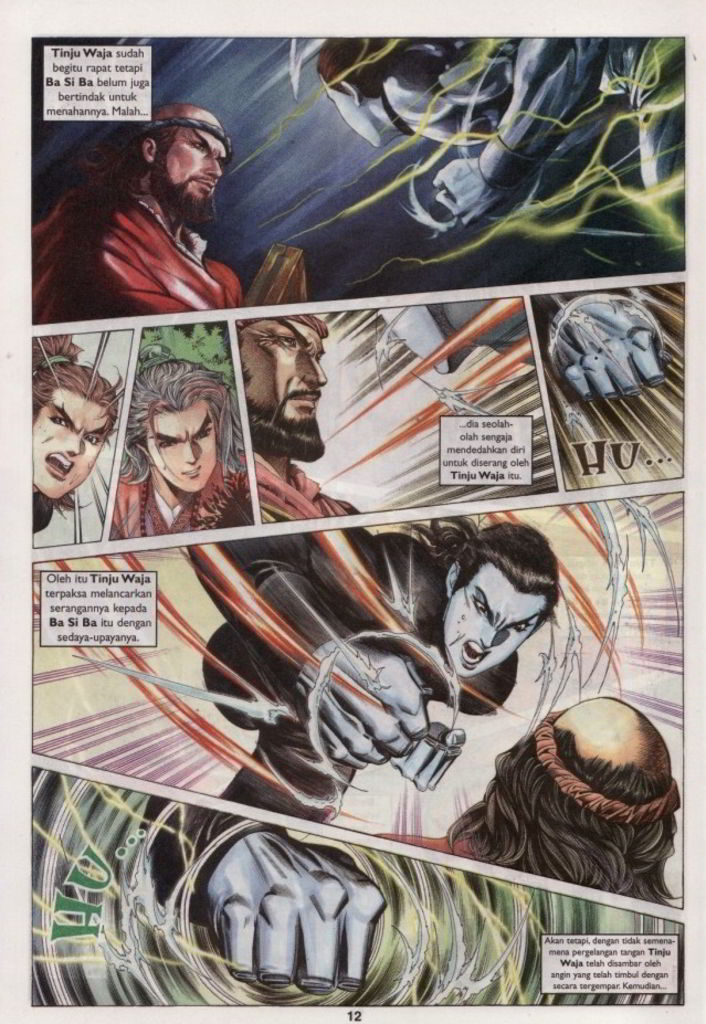 Tinju Waja sudah
begitu rapat tetapi
Ba Si Ba belum juga
bertindak untuk
menahannya. Malah...
...dia seolah-
olah sengaja
mendedahkan diri
untuk diserang oleh
Tinju Waja itu.
HU...
Oleh itu Tinju Waja
terpaksa melancarkan
serangannya kepada
Ba Si Ba itu dengan
sedaya-upayanya.
HU...
Akan tetapi, dengan tidak semena-
mena pergelangan tangan Tinju
Waja telah disambar oleh
angin yang telah timbul dengan
secara tergempar. Kemudian...
12